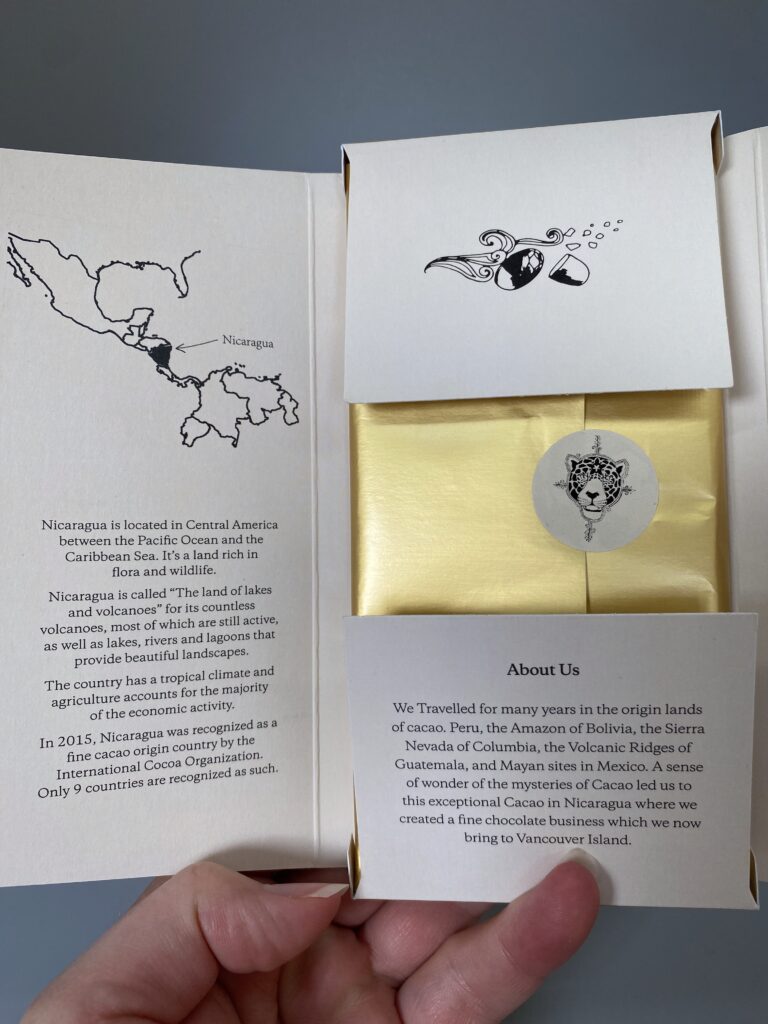 Nicaragua
Nicaragua is located in Central America
between the Pacific Ocean and the
Caribbean Sea. It's a land rich in
flora and wildlife.
Nicaragua is called “The land of lakes
and volcanoes” for its countless
volcanoes, most of which are still active,
as well as lakes, rivers and lagoons that
provide beautiful landscapes.
The country has a tropical climate and
agriculture accounts for the majority
of the economic activity.
In 2015, Nicaragua was recognized as a
fine cacao origin country by the
International Cocoa Organization.
Only 9 countries are recognized as such.
About Us
We Travelled for many years in the origin lands
of cacao. Peru, the Amazon of Bolivia, the Sierra
Nevada of Columbia, the Volcanic Ridges of
Guatemala, and Mayan sites in Mexico. A sense
of wonder of the mysteries of Cacao led us to
this exceptional Cacao in Nicaragua where we
created a fine chocolate business which we now
bring to Vancouver Island.